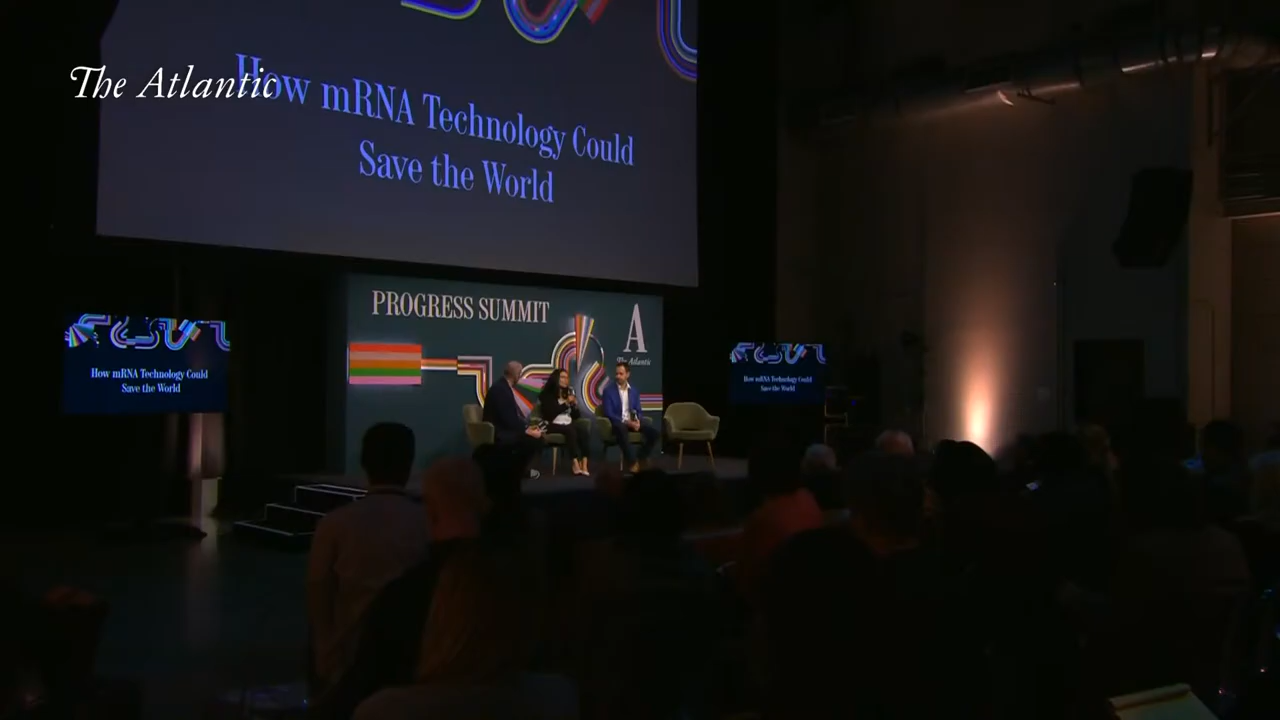 The Atlantic
How mRNA Technology Could
Save the World
PROGRESS SUMMIT
A
The Atlantic
How mRNA Technology Could
Save the World
How mRNA Technology Could
Save the World